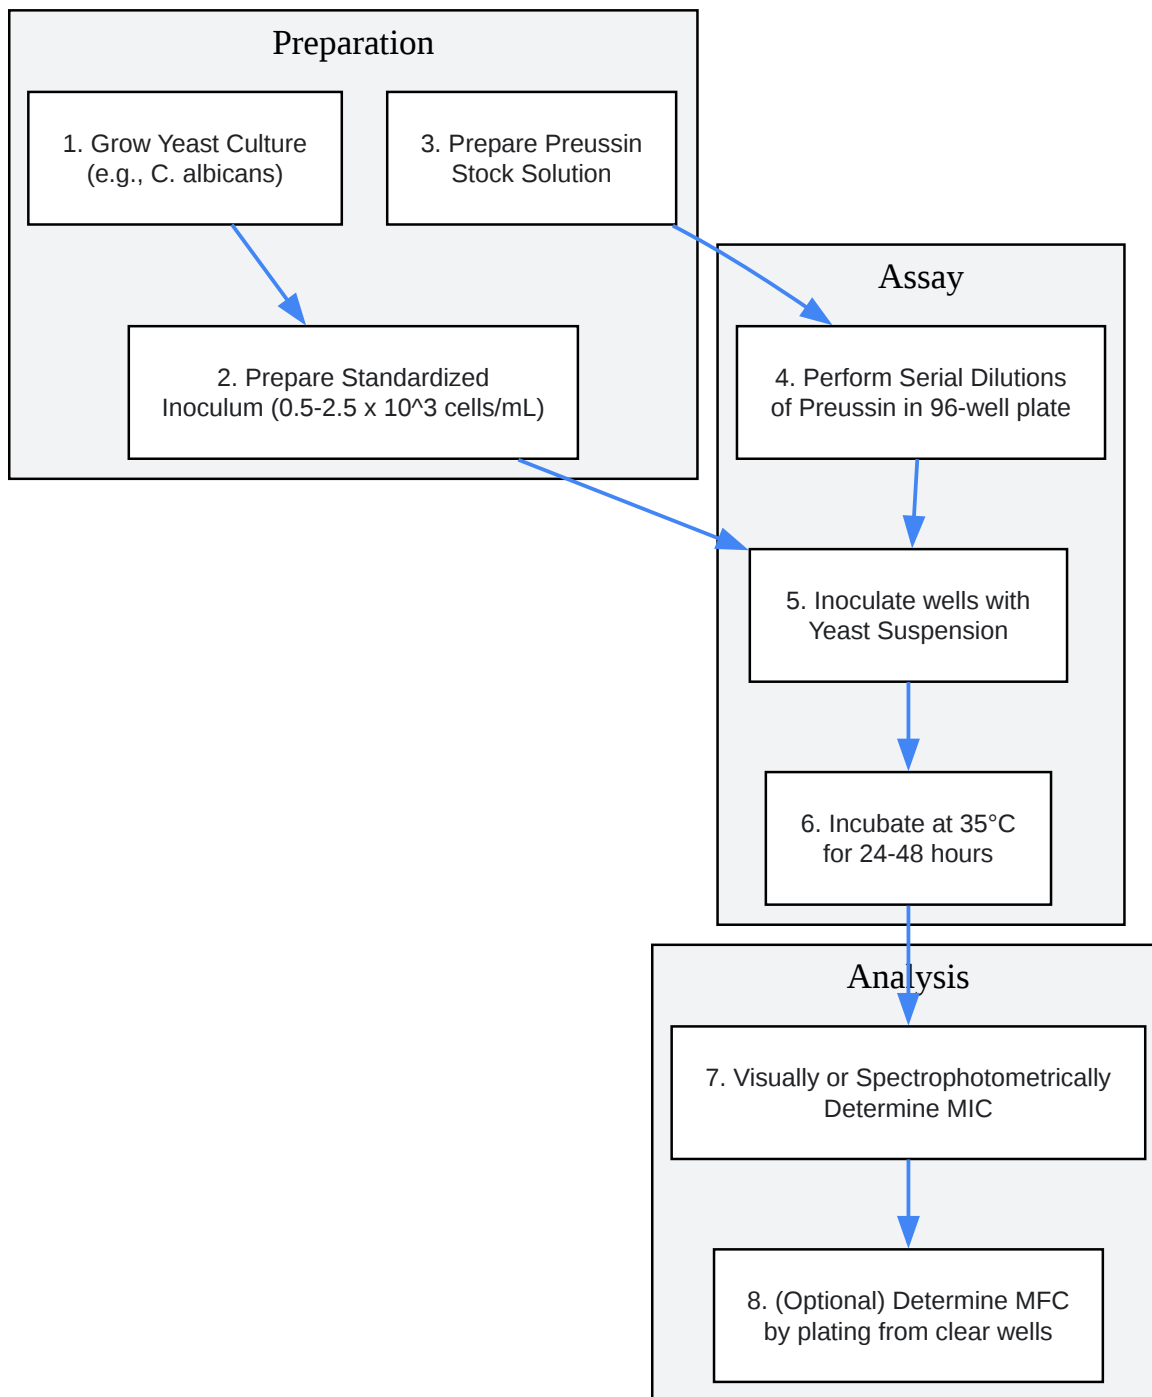 Preparation
1. Grow Yeast Culture
(e.g., C. albicans)
3. Prepare Preussin
Stock Solution
2. Prepare Standardized
Inoculum (0.5-2.5 x 10^3 cells/mL)
Assay
4. Perform Serial Dilutions
of Preussin in 96-well plate
5. Inoculate wells with
Yeast Suspension
6. Incubate at 35°C
for 24-48 hours
Analysis
7. Visually or Spectrophotometrically
Determine MIC
8. (Optional) Determine MFC
by plating from clear wells